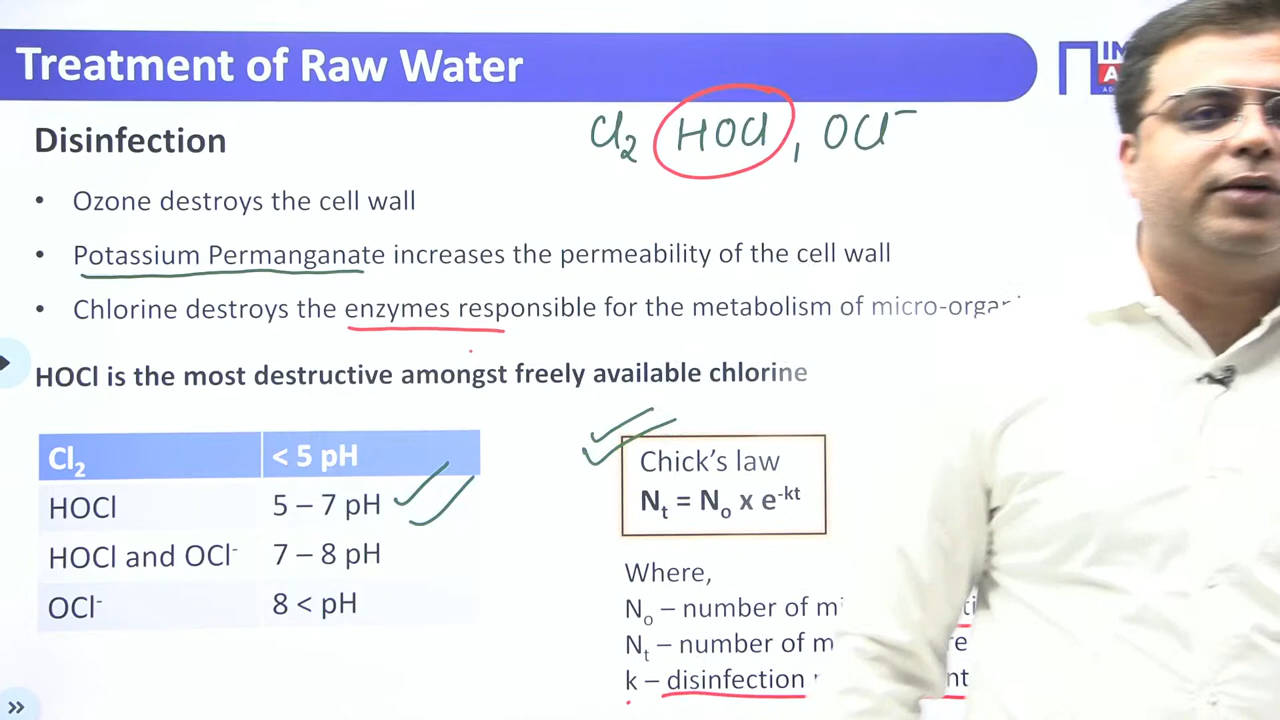 Treatment of Raw Water
Disinfection
Cl₂ HOCl, OCl⁻
• Ozone destroys the cell wall
• Potassium Permanganate increases the permeability of the cell wall
• Chlorine destroys the enzymes responsible for the metabolism of
HOCl is the most destructive amongst freely available chlorine
Cl₂ < 5 pH
HOCl 5 – 7 pH
HOCl and OCl⁻ 7 – 8 pH
OCl⁻ 8 < pH
Chick's law
Nₜ = Nₒ x e⁻ᵏᵗ
Where,
Nₒ – number of
Nₜ – number of
k – disinfection